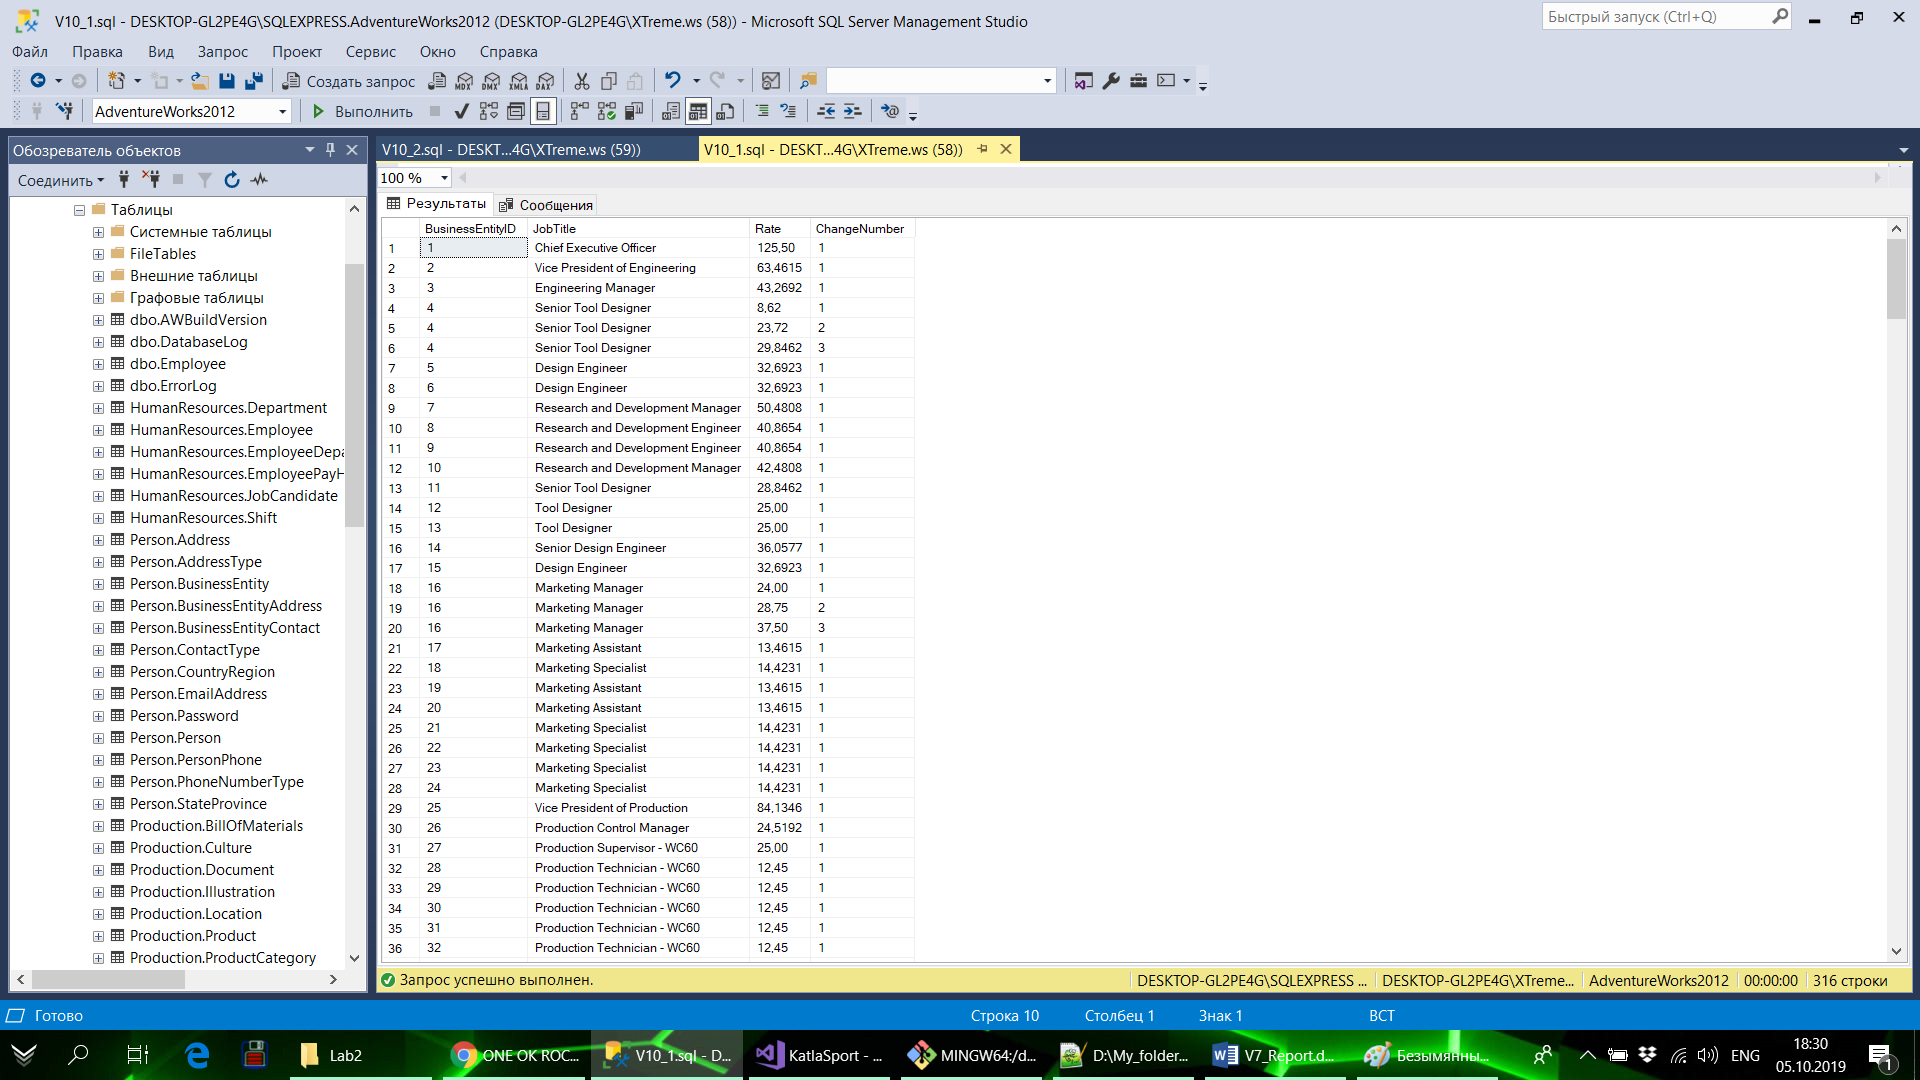 V10_1.sql - DESKTOP-GL2PE4G\SQLEXPRESS.AdventureWorks2012 (DESKTOP-GL2PE4G\XTreme.ws (58)) - Microsoft SQL Server Management Studio
Быстрый запуск (Ctrl+Q)
Файл Правка Вид Запрос Проект Сервис Окно Справка
Создать запрос MDX DMX XMLA DAX
AdventureWorks2012 Выполнить
Обозреватель объектов
Соединить
Таблицы
Системные таблицы
FileTables
Внешние таблицы
Графовые таблицы
dbo.AWBuildVersion
dbo.DatabaseLog
dbo.Employee
dbo.ErrorLog
HumanResources.Department
HumanResources.Employee
HumanResources.EmployeeDepa
HumanResources.EmployeePayH
HumanResources.JobCandidate
HumanResources.Shift
Person.Address
Person.AddressType
Person.BusinessEntity
Person.BusinessEntityAddress
Person.BusinessEntityContact
Person.ContactType
Person.CountryRegion
Person.EmailAddress
Person.Password
Person.Person
Person.PersonPhone
Person.PhoneNumberType
Person.StateProvince
Production.BillOfMaterials
Production.Culture
Production.Document
Production.Illustration
Production.Location
Production.Product
Production.ProductCategory
V10_2.sql - DESKT...4G\XTreme.ws (59))
V10_1.sql - DESKT...4G\XTreme.ws (58))
100 %
Результаты Сообщения
BusinessEntityID JobTitle Rate ChangeNumber
1 1 Chief Executive Officer 125,50 1
2 2 Vice President of Engineering 63,4615 1
3 3 Engineering Manager 43,2692 1
4 4 Senior Tool Designer 8,62 1
5 4 Senior Tool Designer 23,72 2
6 4 Senior Tool Designer 29,8462 3
7 5 Design Engineer 32,6923 1
8 6 Design Engineer 32,6923 1
9 7 Research and Development Manager 50,4808 1
10 8 Research and Development Engineer 40,8654 1
11 9 Research and Development Engineer 40,8654 1
12 10 Research and Development Manager 42,4808 1
13 11 Senior Tool Designer 28,8462 1
14 12 Tool Designer 25,00 1
15 13 Tool Designer 25,00 1
16 14 Senior Design Engineer 36,0577 1
17 15 Design Engineer 32,6923 1
18 16 Marketing Manager 24,00 1
19 16 Marketing Manager 28,75 2
20 16 Marketing Manager 37,50 3
21 17 Marketing Assistant 13,4615 1
22 18 Marketing Specialist 14,4231 1
23 19 Marketing Assistant 13,4615 1
24 20 Marketing Assistant 13,4615 1
25 21 Marketing Specialist 14,4231 1
26 22 Marketing Specialist 14,4231 1
27 23 Marketing Specialist 14,4231 1
28 24 Marketing Specialist 14,4231 1
29 25 Vice President of Production 84,1346 1
30 26 Production Control Manager 24,5192 1
31 27 Production Supervisor - WC60 25,00 1
32 28 Production Technician - WC60 12,45 1
33 29 Production Technician - WC60 12,45 1
34 30 Production Technician - WC60 12,45 1
35 31 Production Technician - WC60 12,45 1
36 32 Production Technician - WC60 12,45 1
Запрос успешно выполнен. DESKTOP-GL2PE4G\SQLEXPRESS ... DESKTOP-GL2PE4G\XTreme... AdventureWorks2012 00:00:00 316 строки
Готово Строка 10 Столбец 1 Знак 1 ВСТ
Lab2 ONE OK ROC... V10_1.sql - D... KatlaSport - ... MINGW64:/d... D:\My_folder... V7_Report.d... Безымянны... ENG 18:30
05.10.2019 1